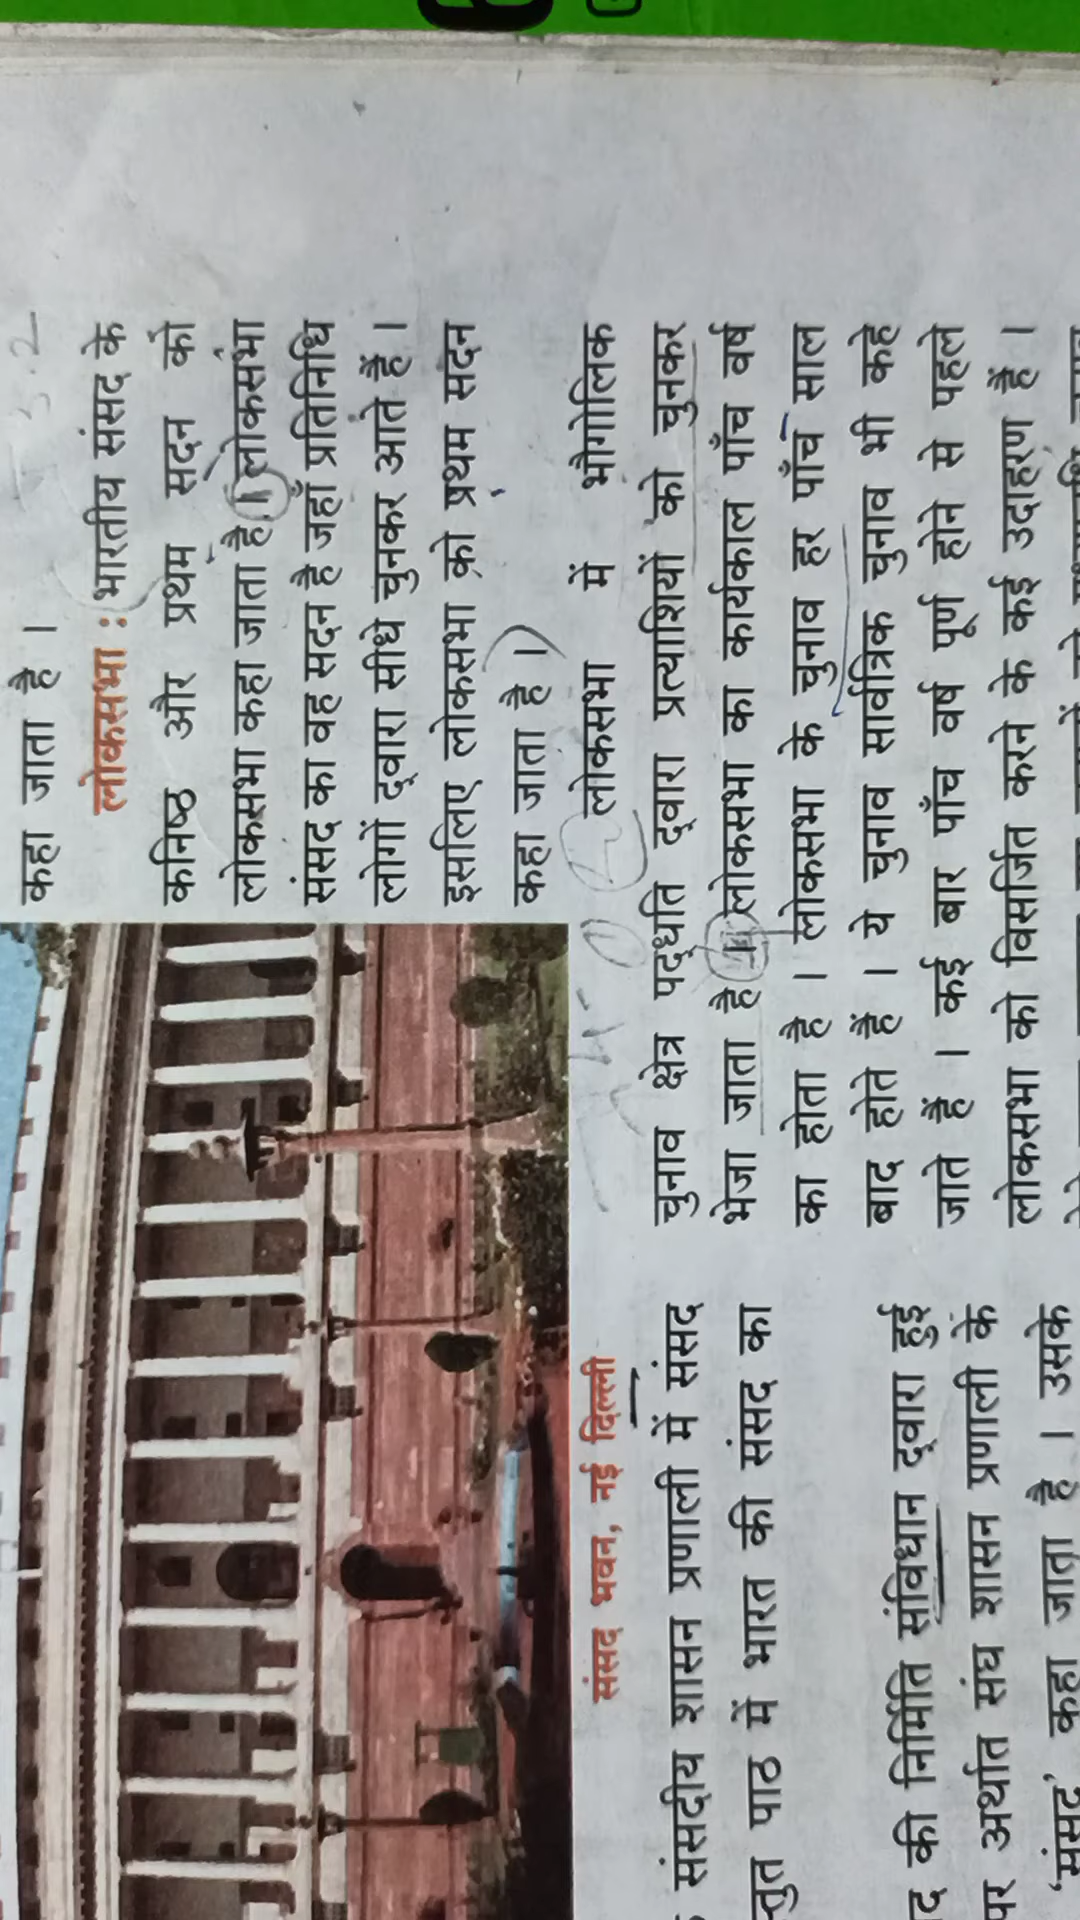 संसद भवन, नई दिल्ली
संसदीय शासन प्रणाली में संसद
पाठ में भारत की संसद का
की निर्मिति संविधान द्‌वारा हुई
पर अर्थात संघ शासन प्रणाली के
'संसद' कहा जाता है । उसके
कहा जाता है ।
लोकसभा : भारतीय संसद के
कनिष्ठ और प्रथम सदन को
लोकसभा कहा जाता है । लोकसभा
संसद का वह सदन है जहाँ प्रतिनिधि
लोगों द्‌वारा सीधे चुनकर आते हैं ।
इसलिए लोकसभा को प्रथम सदन
कहा जाता है ।
लोकसभा में भौगोलिक
चुनाव क्षेत्र पद्धति द्‌वारा प्रत्याशियों को चुनकर
भेजा जाता है । लोकसभा का कार्यकाल पाँच वर्ष
का होता है । लोकसभा के चुनाव हर पाँच साल
बाद होते हैं । ये चुनाव सार्वत्रिक चुनाव भी कहे
जाते हैं । कई बार पाँच वर्ष पूर्ण होने से पहले
लोकसभा को विसर्जित करने के कई उदाहरण हैं ।